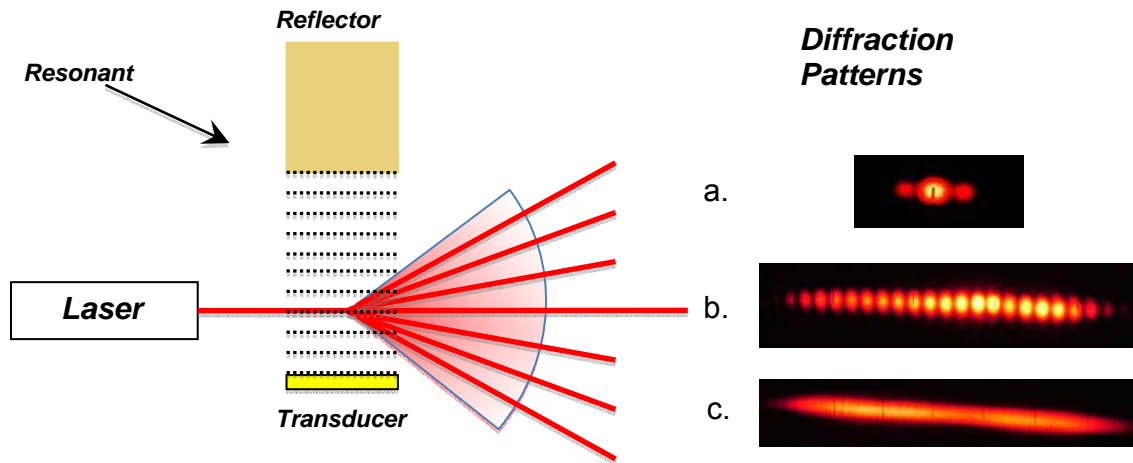 Reflector
Resonant
Laser
Transducer
Diffraction
Patterns
a.
b.
c.